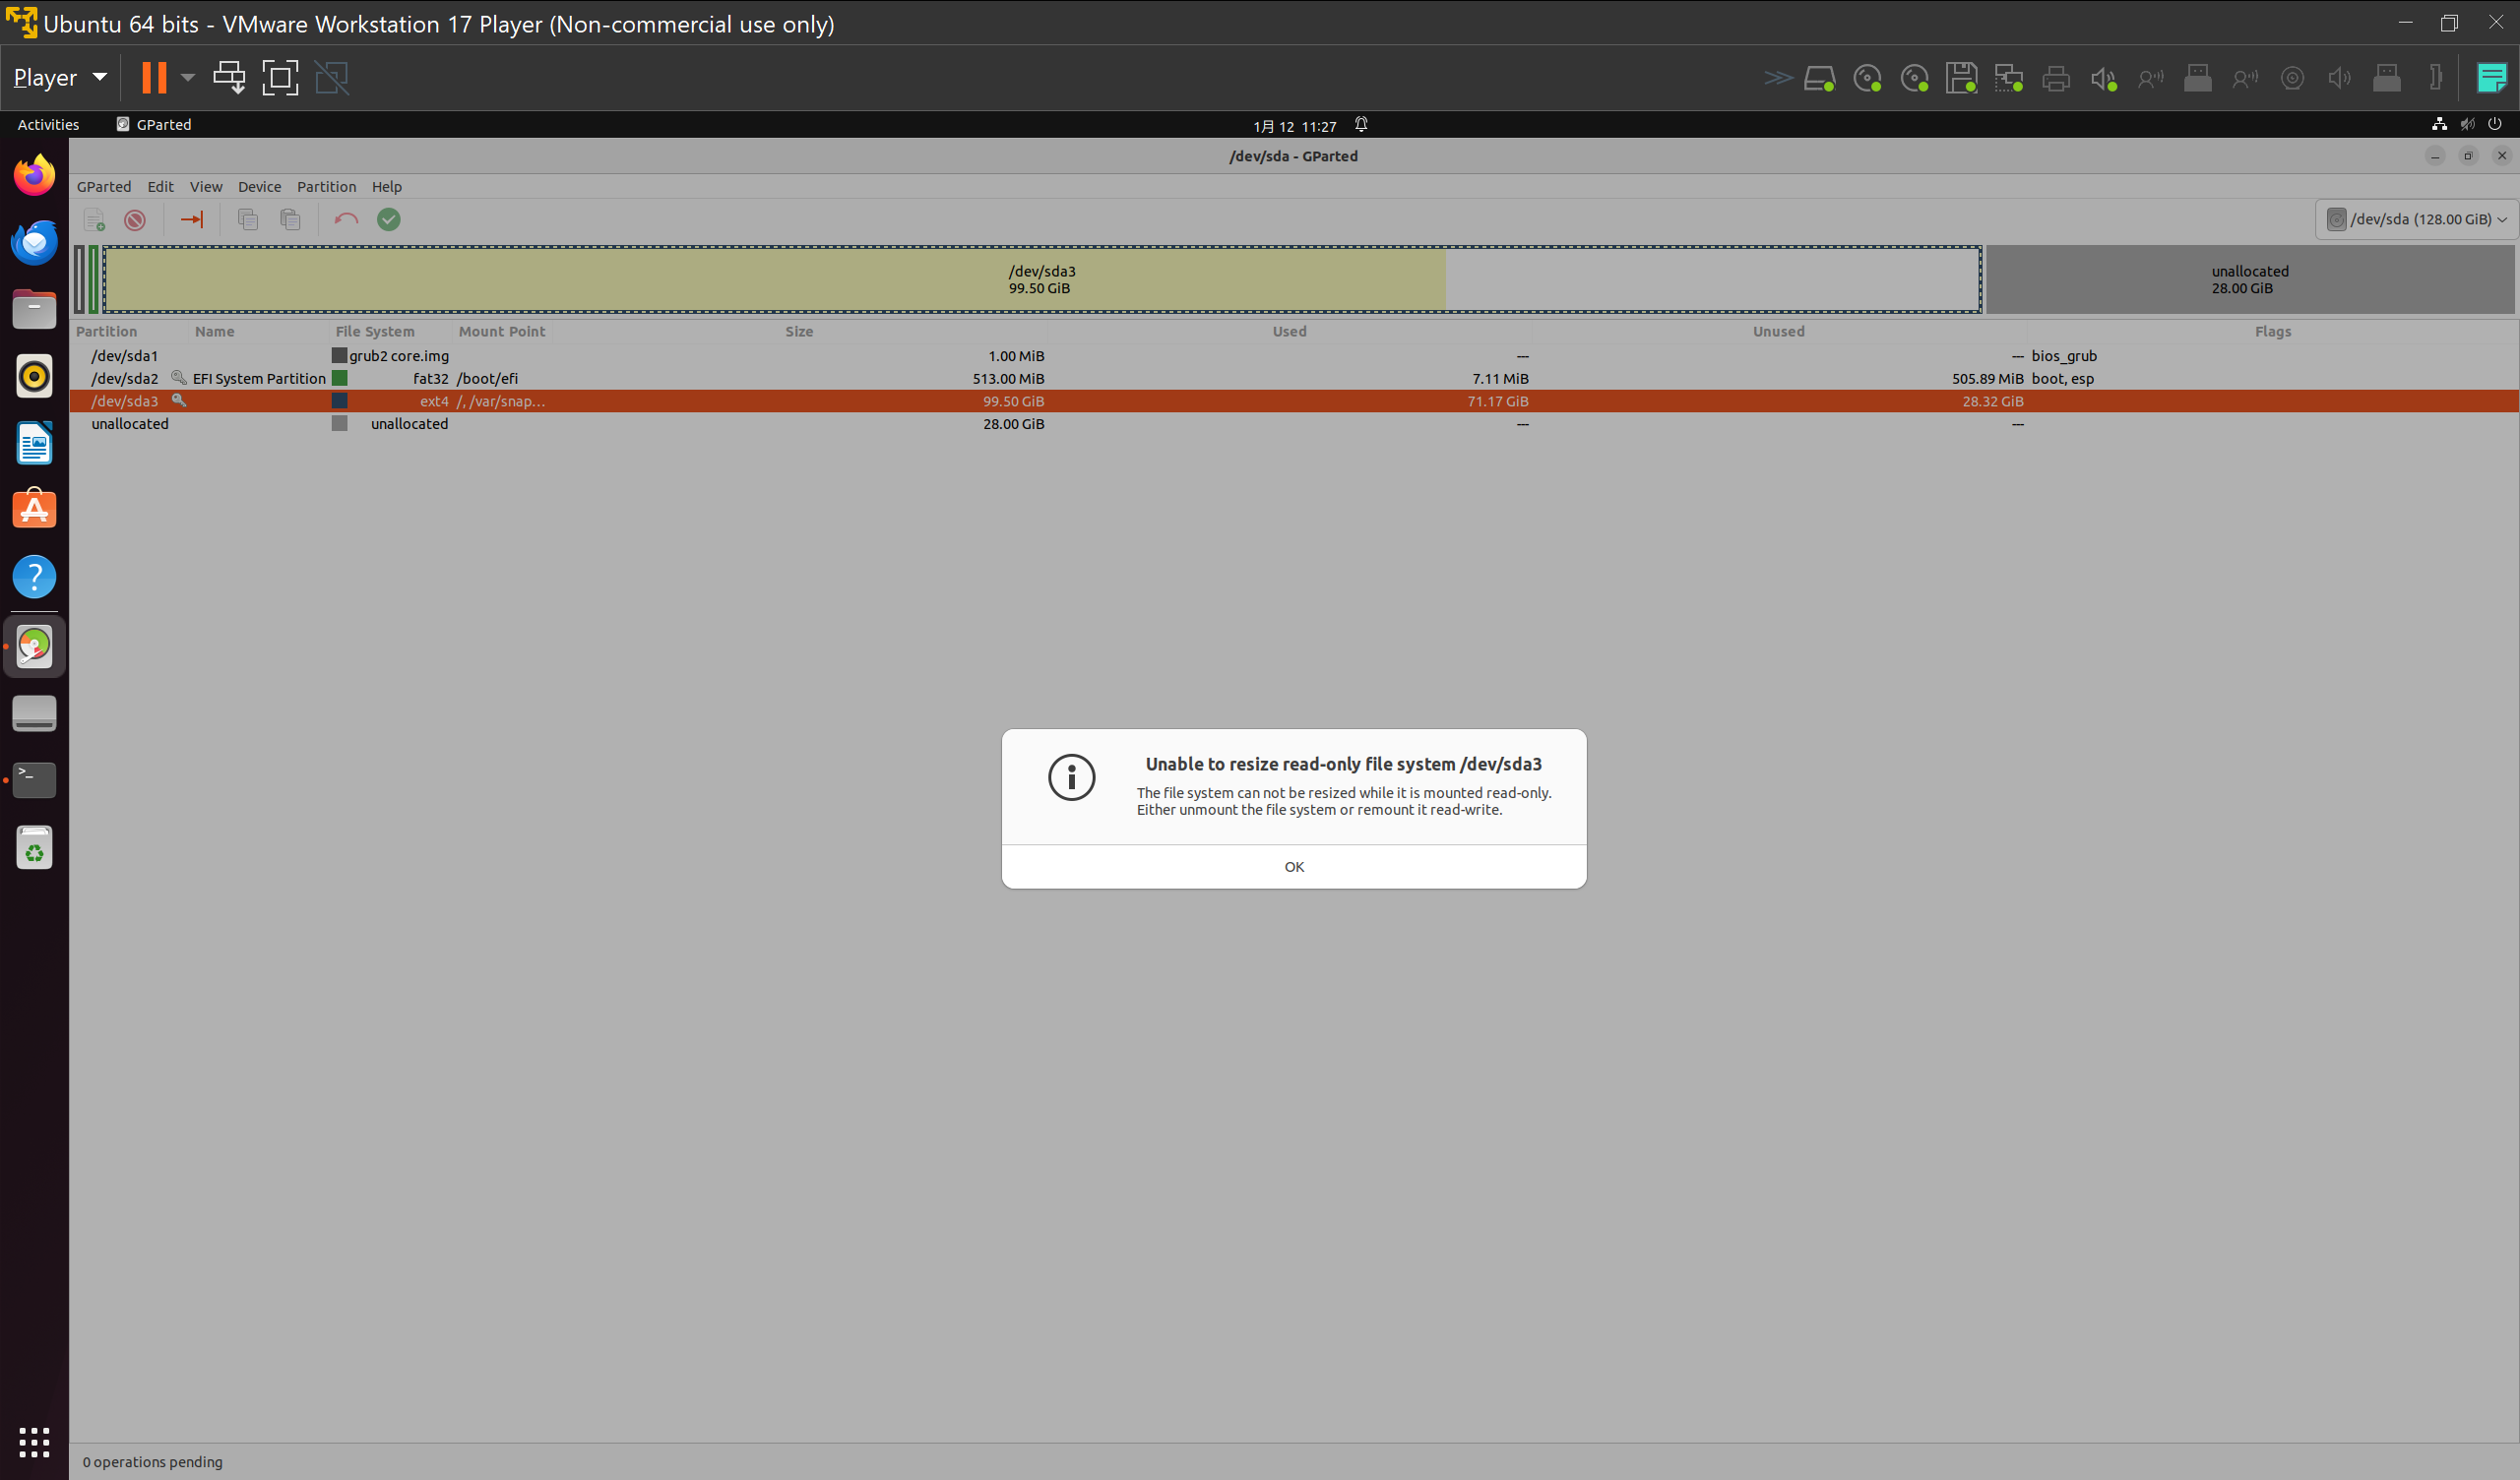 Ubuntu 64 bits - VMware Workstation 17 Player (Non-commercial use only)
Player
Activities GParted 1月 12 11:27
/dev/sda - GParted
GParted Edit View Device Partition Help
/dev/sda (128.00 GiB)
/dev/sda3
99.50 GiB
unallocated
28.00 GiB
Partition Name File System Mount Point Size Used Unused Flags
/dev/sda1 grub2 core.img 1.00 MiB --- --- bios_grub
/dev/sda2 EFI System Partition fat32 /boot/efi 513.00 MiB 7.11 MiB 505.89 MiB boot, esp
/dev/sda3 ext4 /, /var/snap... 99.50 GiB 71.17 GiB 28.32 GiB
unallocated unallocated 28.00 GiB --- ---
Unable to resize read-only file system /dev/sda3
The file system can not be resized while it is mounted read-only.
Either unmount the file system or remount it read-write.
OK
0 operations pending